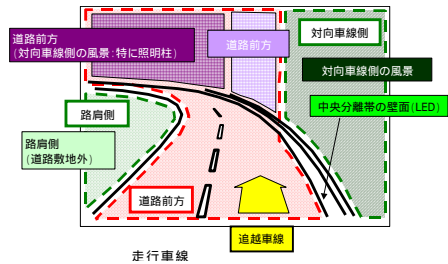 道路前方
(対向車線側の風景:特に照明柱)
道路前方
対向車線側
対向車線側の風景
中央分離帯の壁面(LED)
路肩側
路肩側
(道路敷地外)
道路前方
追越車線
走行車線